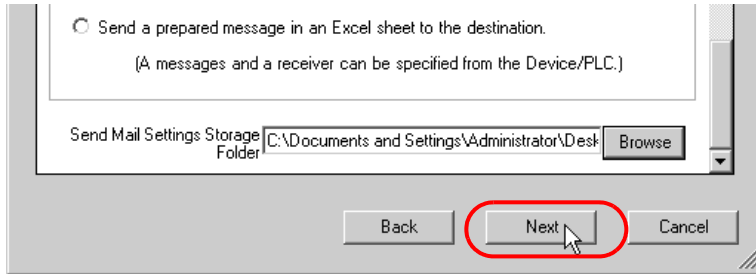 Send a prepared message in an Excel sheet to the destination.
(A messages and a receiver can be specified from the Device/PLC.)
Send Mail Settings Storage
Folder C:\Documents and Settings\Administrator\Desk Browse
Back Next Cancel